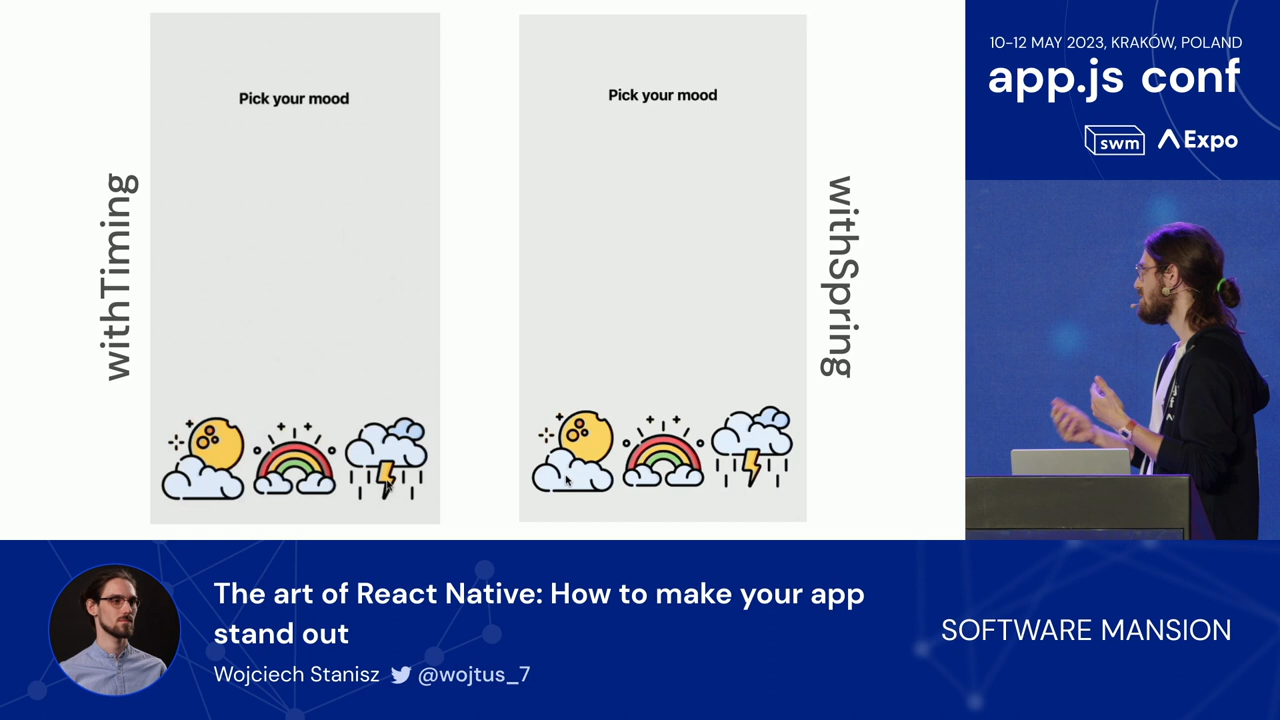 withTiming
Pick your mood
Pick your mood
withSpring
10-12 MAY 2023, KRAKÓW, POLAND
app.js conf
swm Expo
The art of React Native: How to make your app
stand out
Wojciech Stanisz @wojtus_7
SOFTWARE MANSION